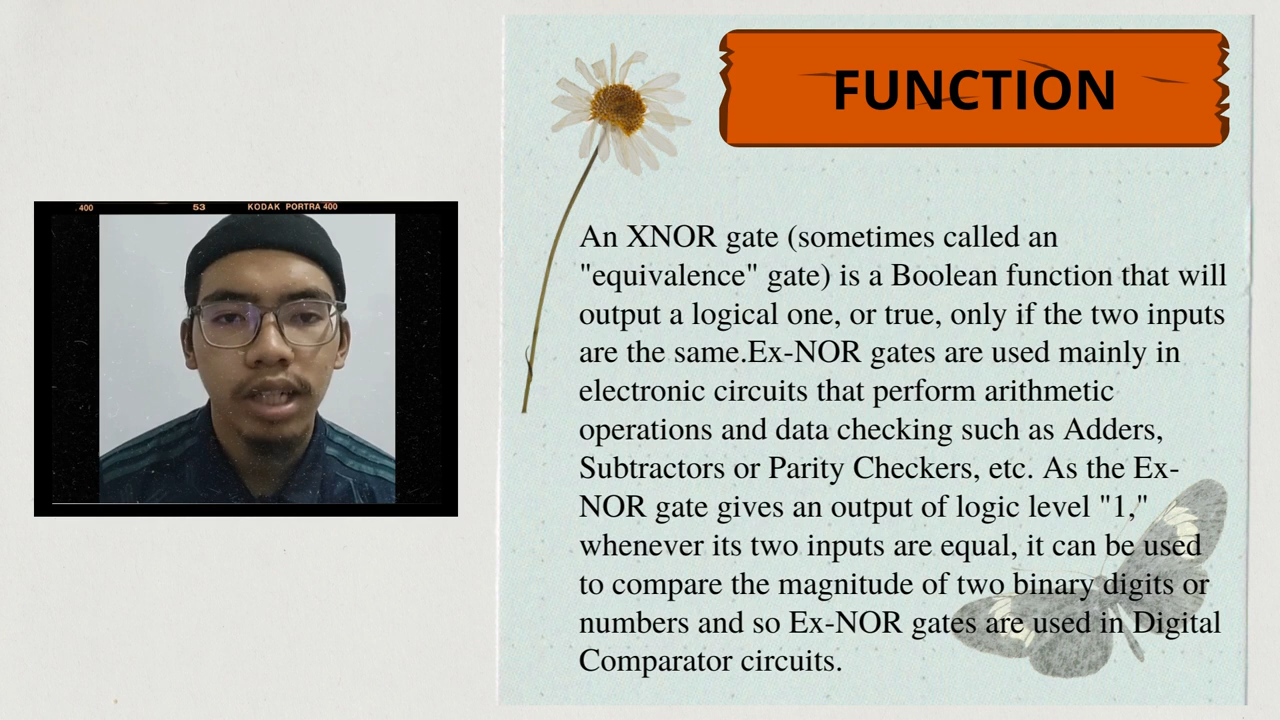 400 53 KODAK PORTRA 400
FUNCTION
An XNOR gate (sometimes called an
"equivalence" gate) is a Boolean function that will
output a logical one, or true, only if the two inputs
are the same.Ex-NOR gates are used mainly in
electronic circuits that perform arithmetic
operations and data checking such as Adders,
Subtractors or Parity Checkers, etc. As the Ex-
NOR gate gives an output of logic level "1,"
whenever its two inputs are equal, it can be used
to compare the magnitude of two binary digits or
numbers and so Ex-NOR gates are used in Digital
Comparator circuits.